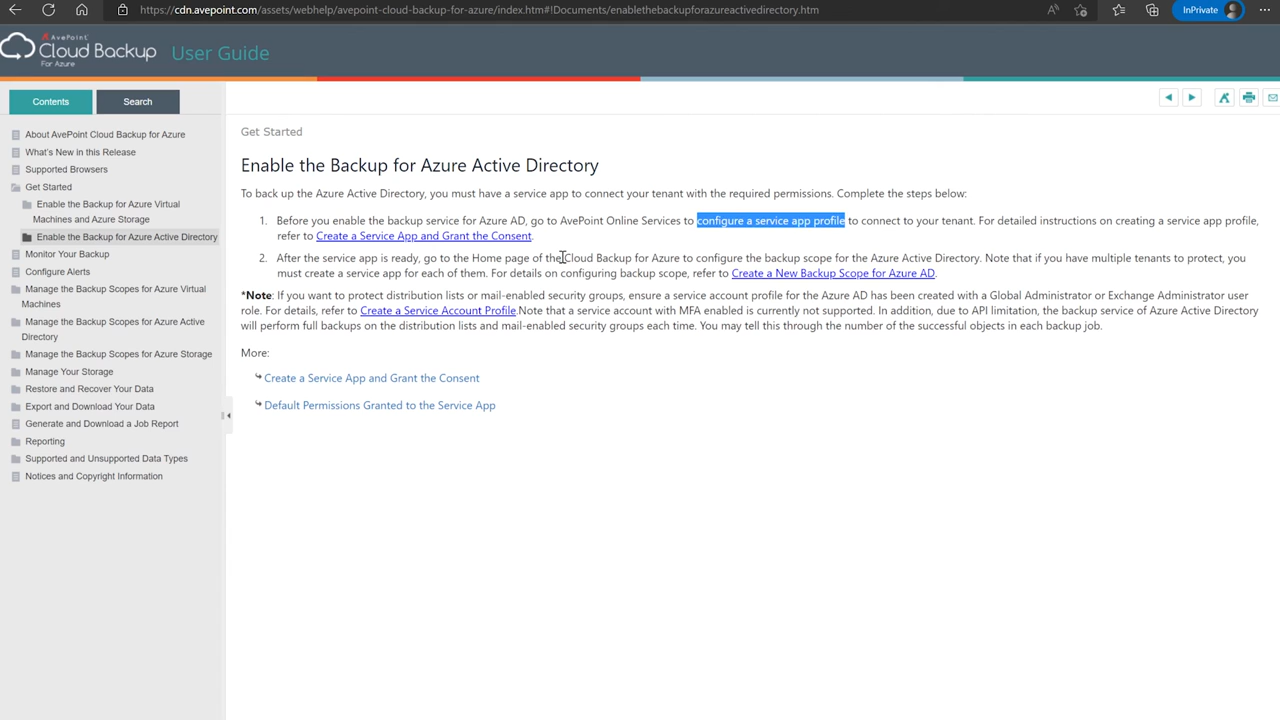 https://cdn.avepoint.com/assets/webhelp/avepoint-cloud-backup-for-azure/index.htm#!Documents/enablethebackupforazureactivedirectory.htm
InPrivate
AvePoint
Cloud Backup
For Azure
User Guide
Contents
Search
About AvePoint Cloud Backup for Azure
What's New in this Release
Supported Browsers
Get Started
Enable the Backup for Azure Virtual
Machines and Azure Storage
Enable the Backup for Azure Active Directory
Monitor Your Backup
Configure Alerts
Manage the Backup Scopes for Azure Virtual
Machines
Manage the Backup Scopes for Azure Active
Directory
Manage the Backup Scopes for Azure Storage
Manage Your Storage
Restore and Recover Your Data
Export and Download Your Data
Generate and Download a Job Report
Reporting
Supported and Unsupported Data Types
Notices and Copyright Information
Get Started
Enable the Backup for Azure Active Directory
To back up the Azure Active Directory, you must have a service app to connect your tenant with the required permissions. Complete the steps below:
1. Before you enable the backup service for Azure AD, go to AvePoint Online Services to configure a service app profile to connect to your tenant. For detailed instructions on creating a service app profile,
refer to Create a Service App and Grant the Consent.
2. After the service app is ready, go to the Home page of the Cloud Backup for Azure to configure the backup scope for the Azure Active Directory. Note that if you have multiple tenants to protect, you
must create a service app for each of them. For details on configuring backup scope, refer to Create a New Backup Scope for Azure AD.
*Note: If you want to protect distribution lists or mail-enabled security groups, ensure a service account profile for the Azure AD has been created with a Global Administrator or Exchange Administrator user
role. For details, refer to Create a Service Account Profile.Note that a service account with MFA enabled is currently not supported. In addition, due to API limitation, the backup service of Azure Active Directory
will perform full backups on the distribution lists and mail-enabled security groups each time. You may tell this through the number of the successful objects in each backup job.
More:
Create a Service App and Grant the Consent
Default Permissions Granted to the Service App